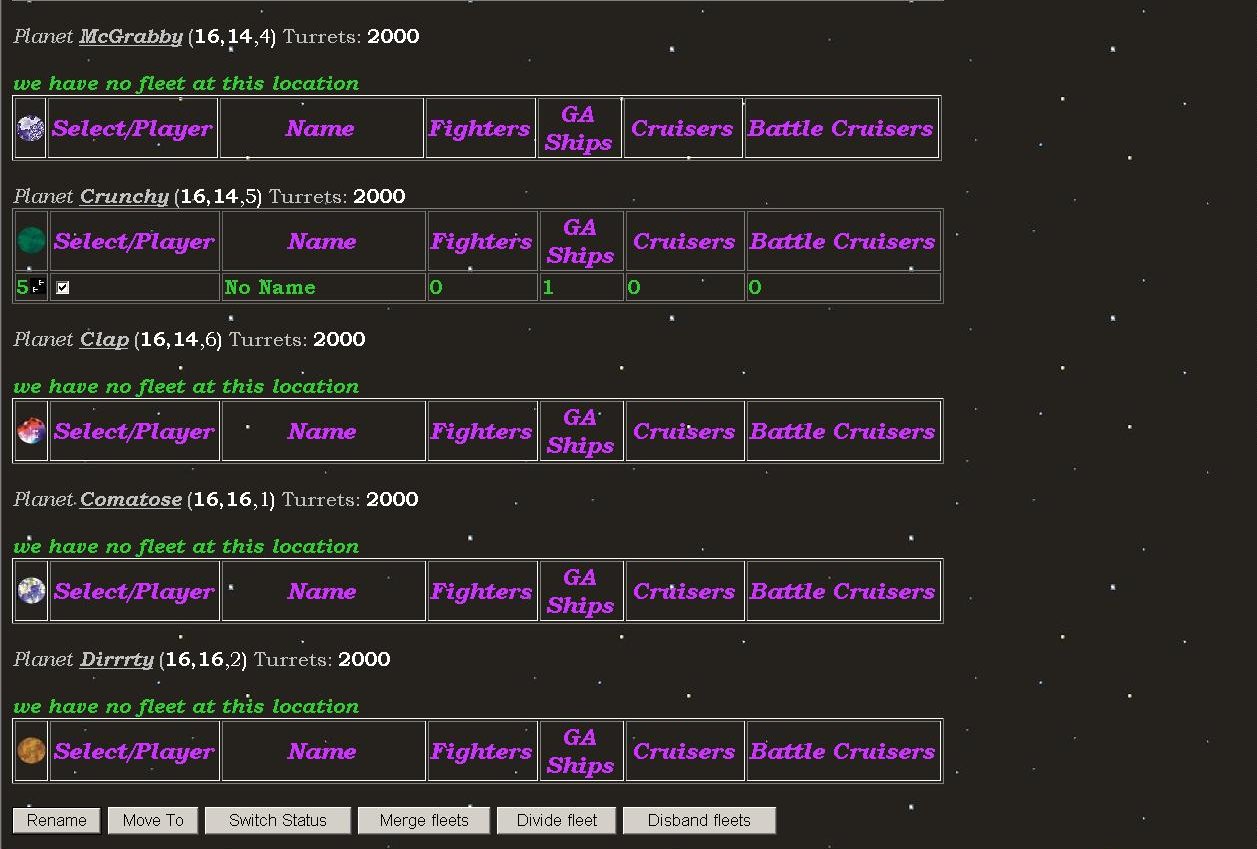 Planet McGrabby (16,14,4) Turrets: 2000
we have no fleet at this location
Select/Player Name Fighters GA Ships Cruisers Battle Cruisers
Planet Crunchy (16,14,5) Turrets: 2000
Select/Player Name Fighters GA Ships Cruisers Battle Cruisers
5 No Name 0 1 0 0
Planet Clap (16,14,6) Turrets: 2000
we have no fleet at this location
Select/Player Name Fighters GA Ships Cruisers Battle Cruisers
Planet Comatose (16,16,1) Turrets: 2000
we have no fleet at this location
Select/Player Name Fighters GA Ships Cruisers Battle Cruisers
Planet Dirrrty (16,16,2) Turrets: 2000
we have no fleet at this location
Select/Player Name Fighters GA Ships Cruisers Battle Cruisers
Rename Move To Switch Status Merge fleets Divide fleet Disband fleets